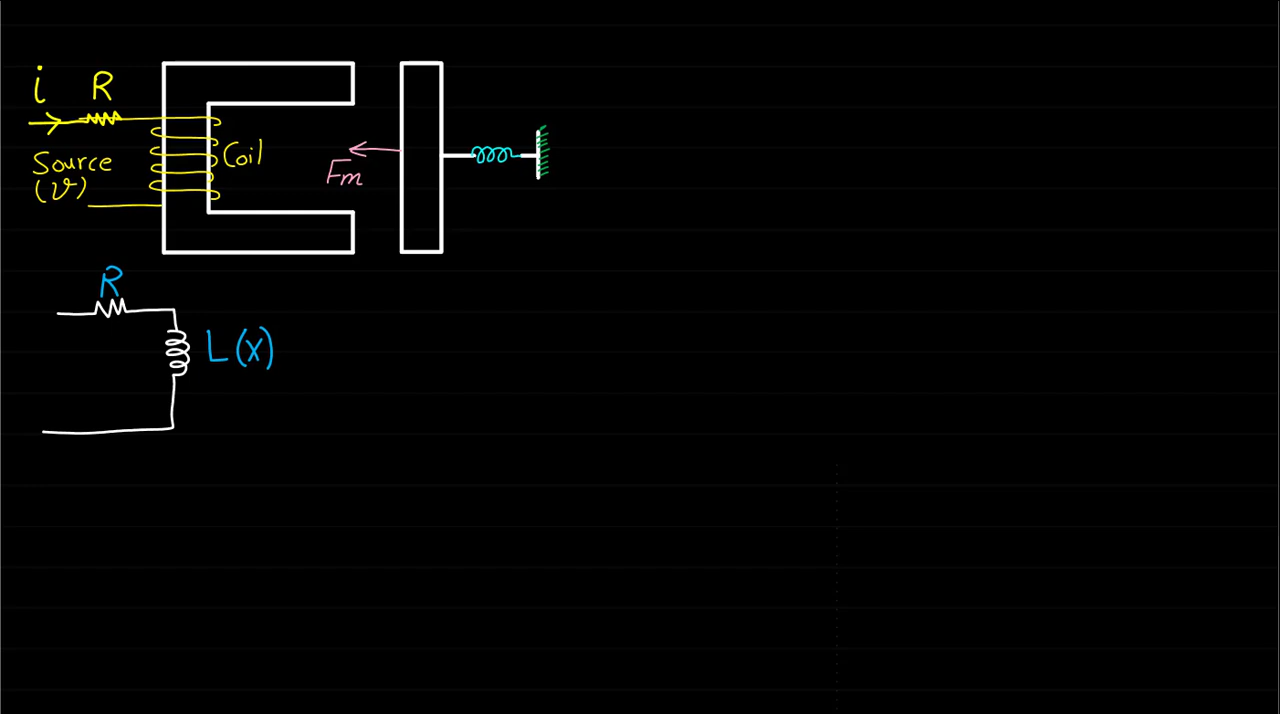 i R
Source
(v)
Coil
Fm
R
L(x)